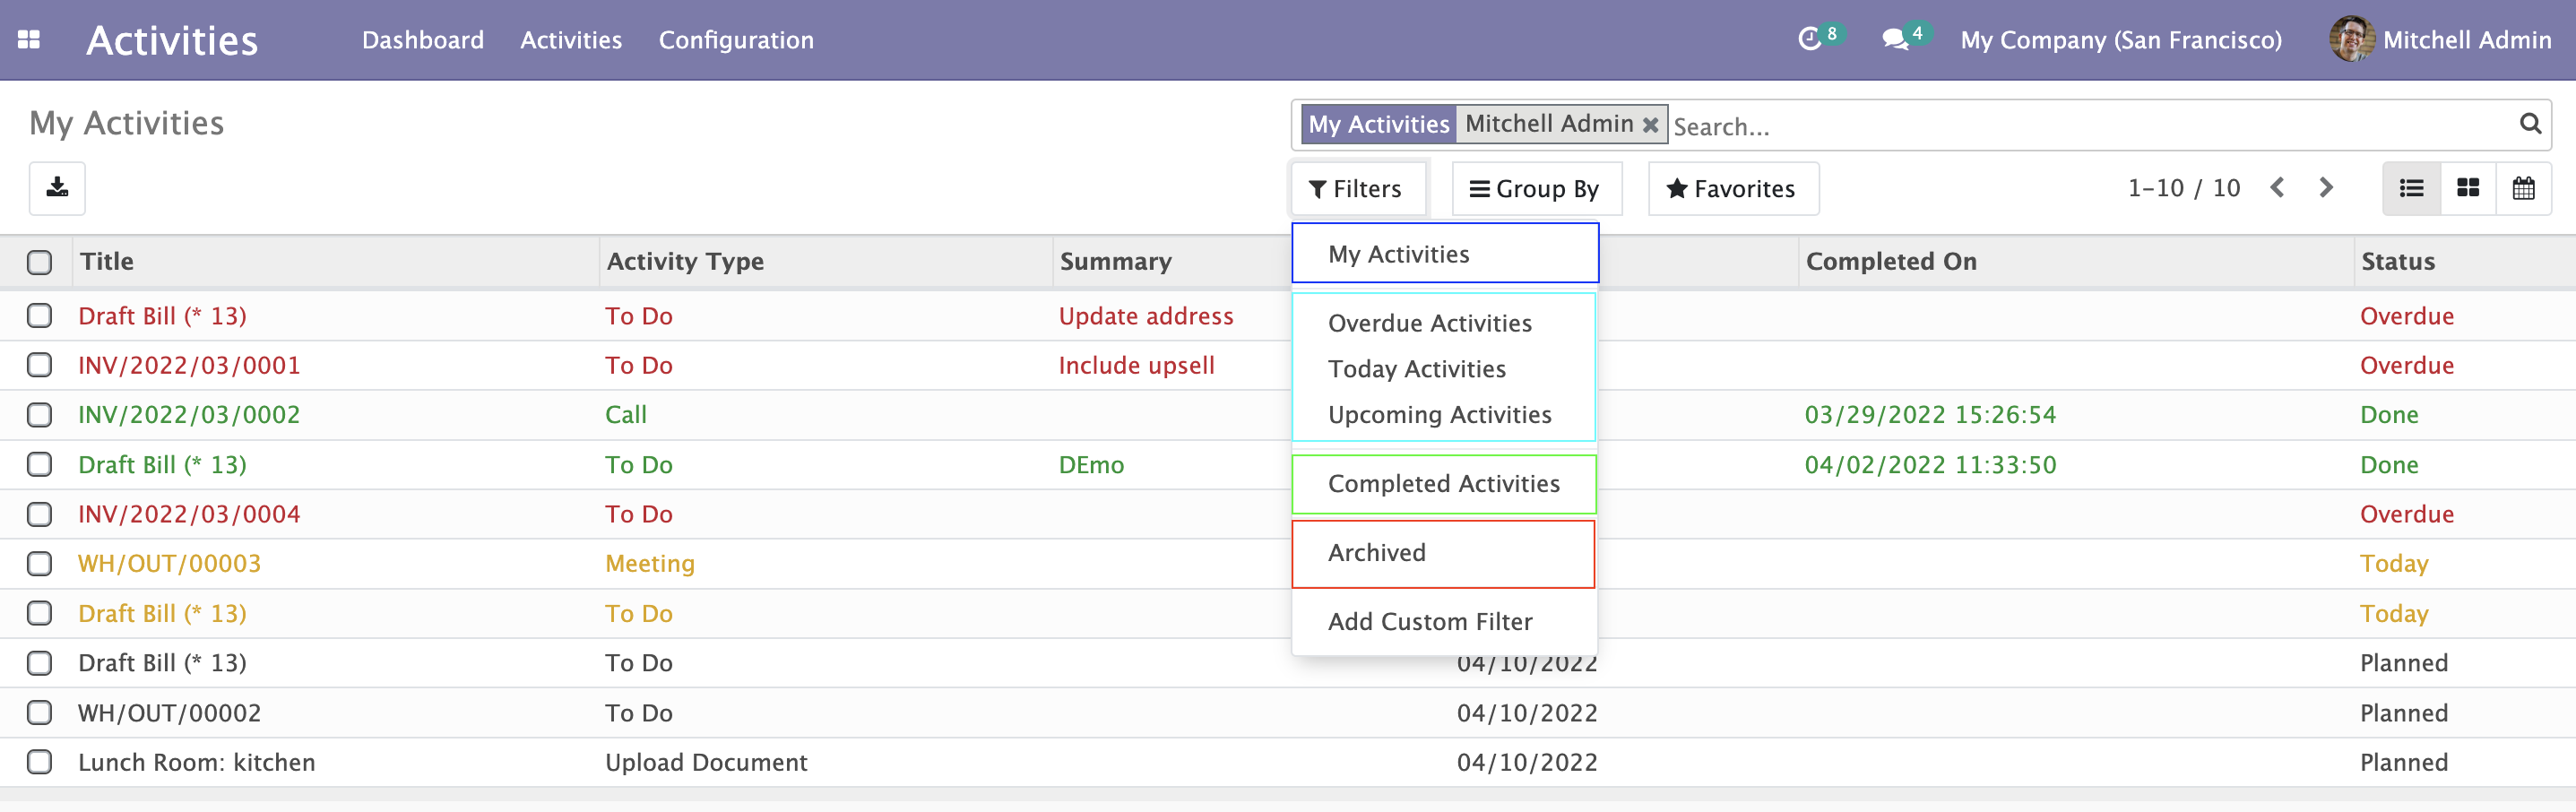 Activities Dashboard Activities Configuration 8 4 My Company (San Francisco) Mitchell Admin
My Activities
My Activities Mitchell Admin Search...
Filters Group By Favorites 1-10 / 10
Title Activity Type Summary Completed On Status
My Activities
Overdue Activities
Today Activities
Upcoming Activities
Completed Activities
Archived
Add Custom Filter
Draft Bill (* 13) To Do Update address Overdue
INV/2022/03/0001 To Do Include upsell Overdue
INV/2022/03/0002 Call 03/29/2022 15:26:54 Done
Draft Bill (* 13) To Do DEmo 04/02/2022 11:33:50 Done
INV/2022/03/0004 To Do Overdue
WH/OUT/00003 Meeting Today
Draft Bill (* 13) To Do Today
Draft Bill (* 13) To Do 04/10/2022 Planned
WH/OUT/00002 To Do 04/10/2022 Planned
Lunch Room: kitchen Upload Document 04/10/2022 Planned